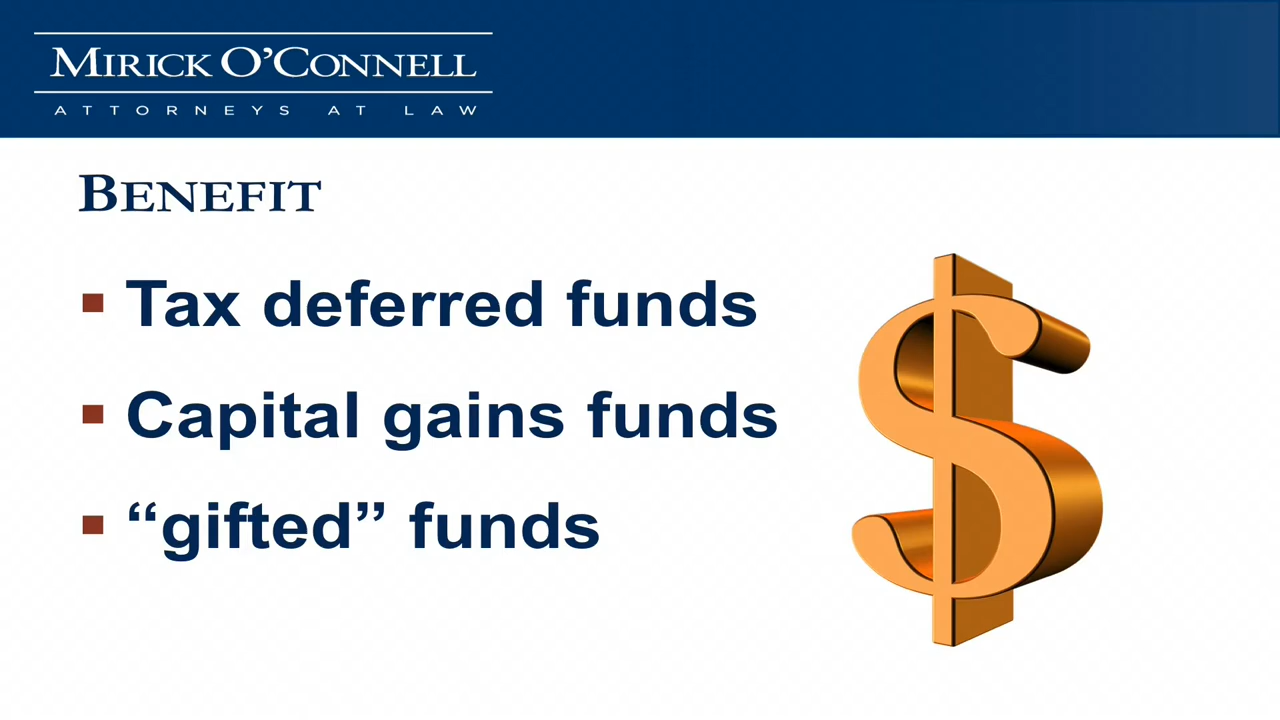 MIRICK O’CONNELL
ATTORNEYS AT LAW
BENEFIT
Tax deferred funds
Capital gains funds
“gifted” funds